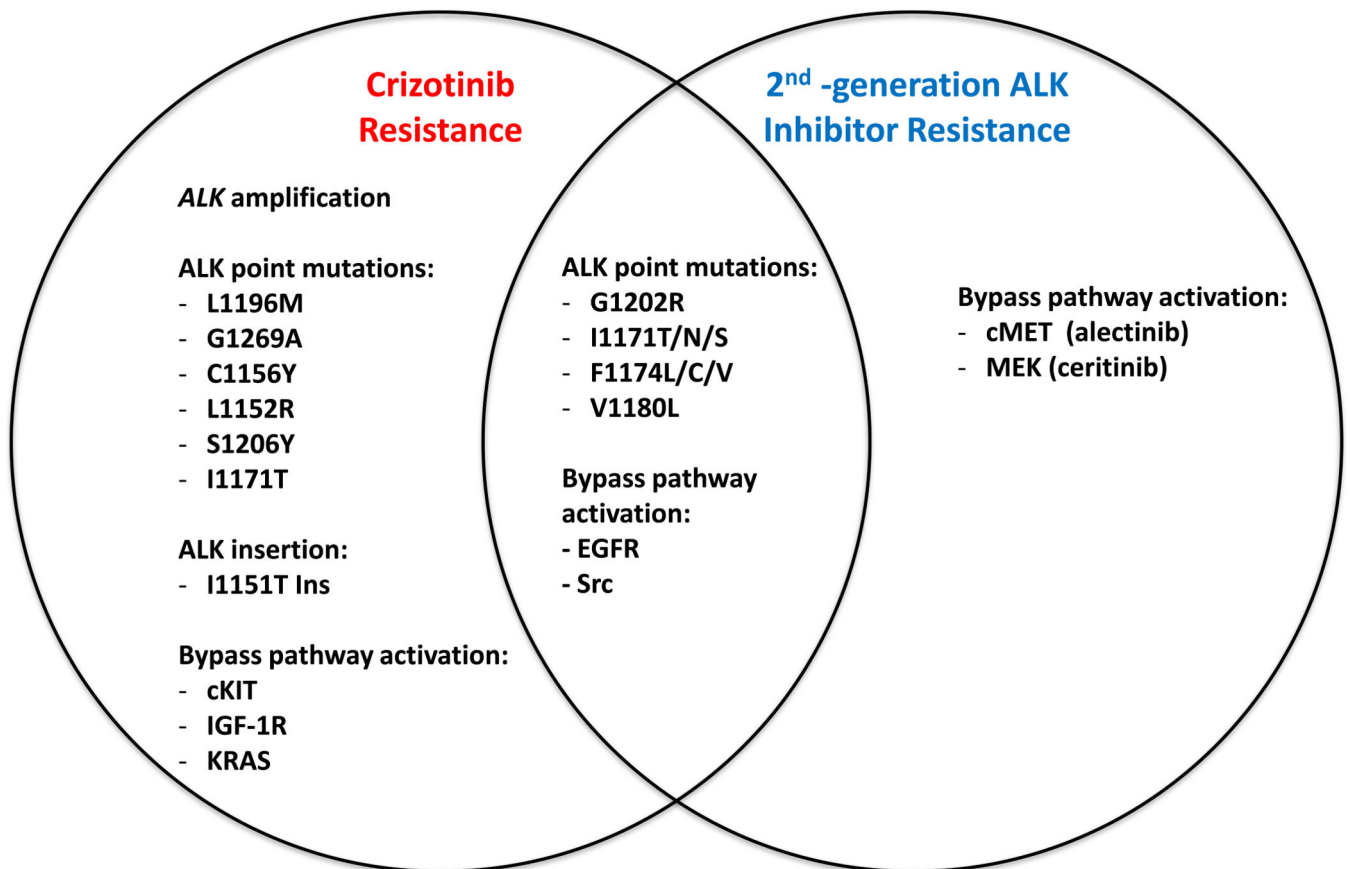 Crizotinib
Resistance
ALK amplification
ALK point mutations:
- L1196M
- G1269A
- C1156Y
- L1152R
- S1206Y
- I1171T
ALK insertion:
- I1151T Ins
Bypass pathway activation:
- cKIT
- IGF-1R
- KRAS
ALK point mutations:
- G1202R
- I1171T/N/S
- F1174L/C/V
- V1180L
Bypass pathway
activation:
- EGFR
- Src
2nd -generation ALK
Inhibitor Resistance
Bypass pathway activation:
- cMET (alectinib)
- MEK (ceritinib)